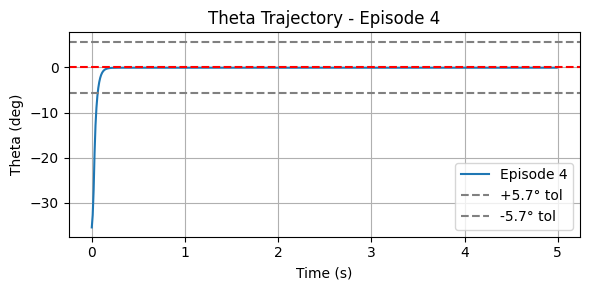 Theta Trajectory - Episode 4
Theta (deg)
0
−10
−20
−30
0 1 2 3 4 5
Time (s)
Episode 4
+5.7° tol
-5.7° tol